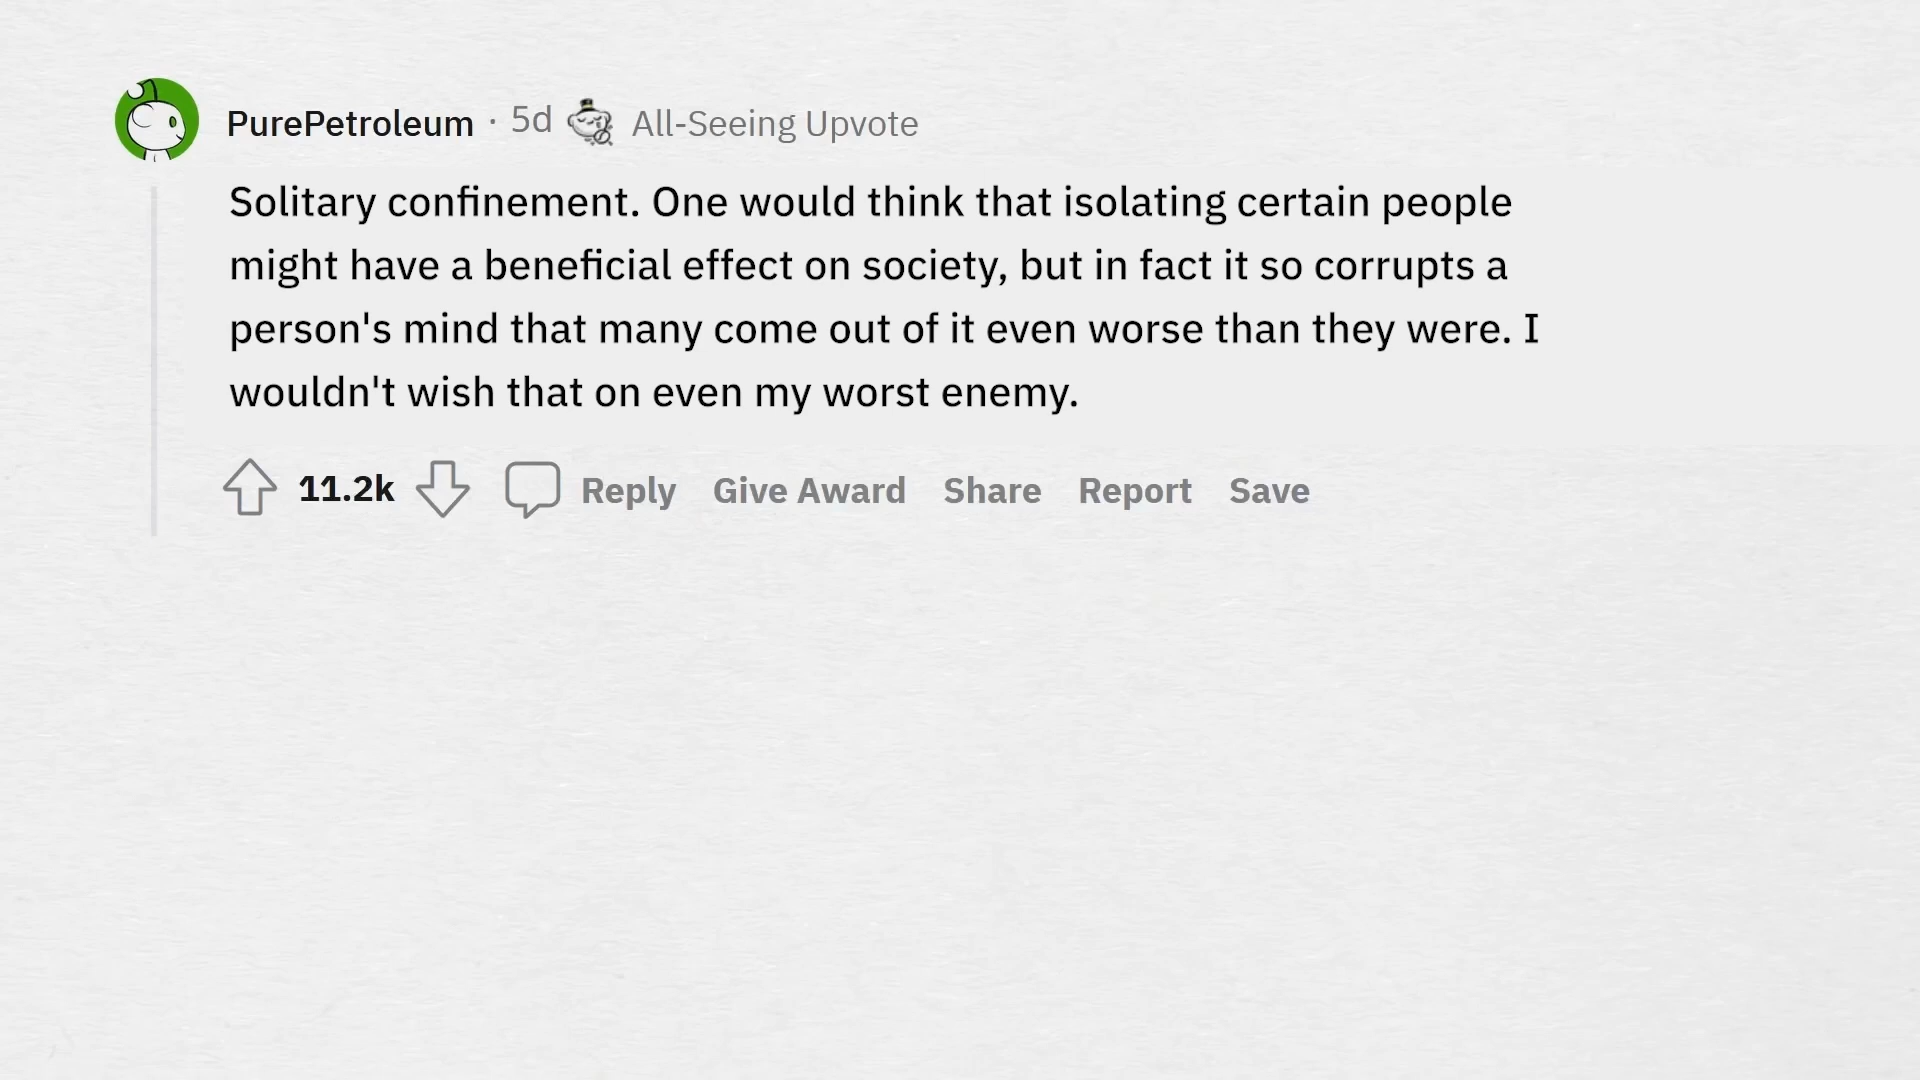 PurePetroleum · 5d All-Seeing Upvote
Solitary confinement. One would think that isolating certain people
might have a beneficial effect on society, but in fact it so corrupts a
person's mind that many come out of it even worse than they were. I
wouldn't wish that on even my worst enemy.
11.2k Reply Give Award Share Report Save